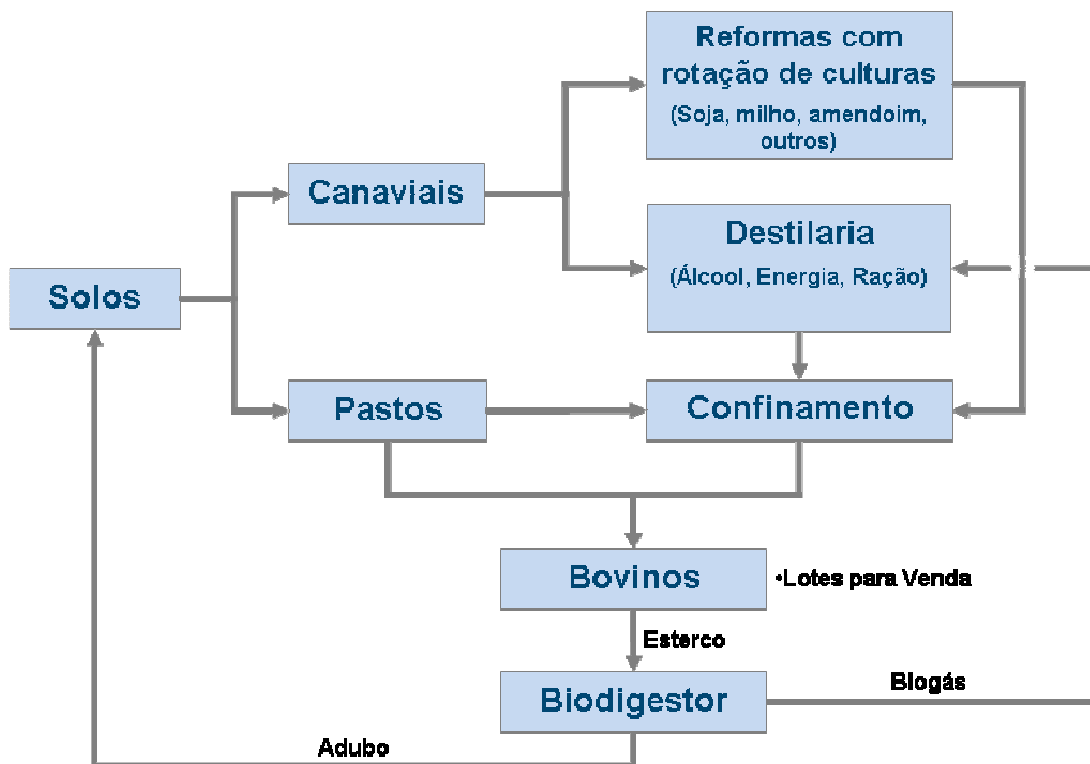 Reformas com
rotação de culturas
(Soja, milho, amendoim,
outros)
Canaviais
Destilaria
(Álcool, Energia, Ração)
Solos
Pastos
Confinamento
Bovinos
•Lotes para Venda
Esterco
Biodigestor
Biogás
Adubo